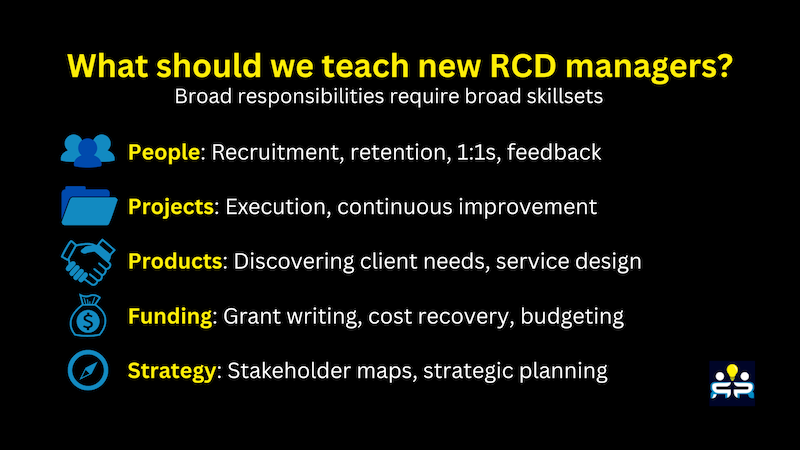 What should we teach new RCD managers?
Broad responsibilities require broad skillsets
People: Recruitment, retention, 1:1s, feedback
Projects: Execution, continuous improvement
Products: Discovering client needs, service design
Funding: Grant writing, cost recovery, budgeting
Strategy: Stakeholder maps, strategic planning